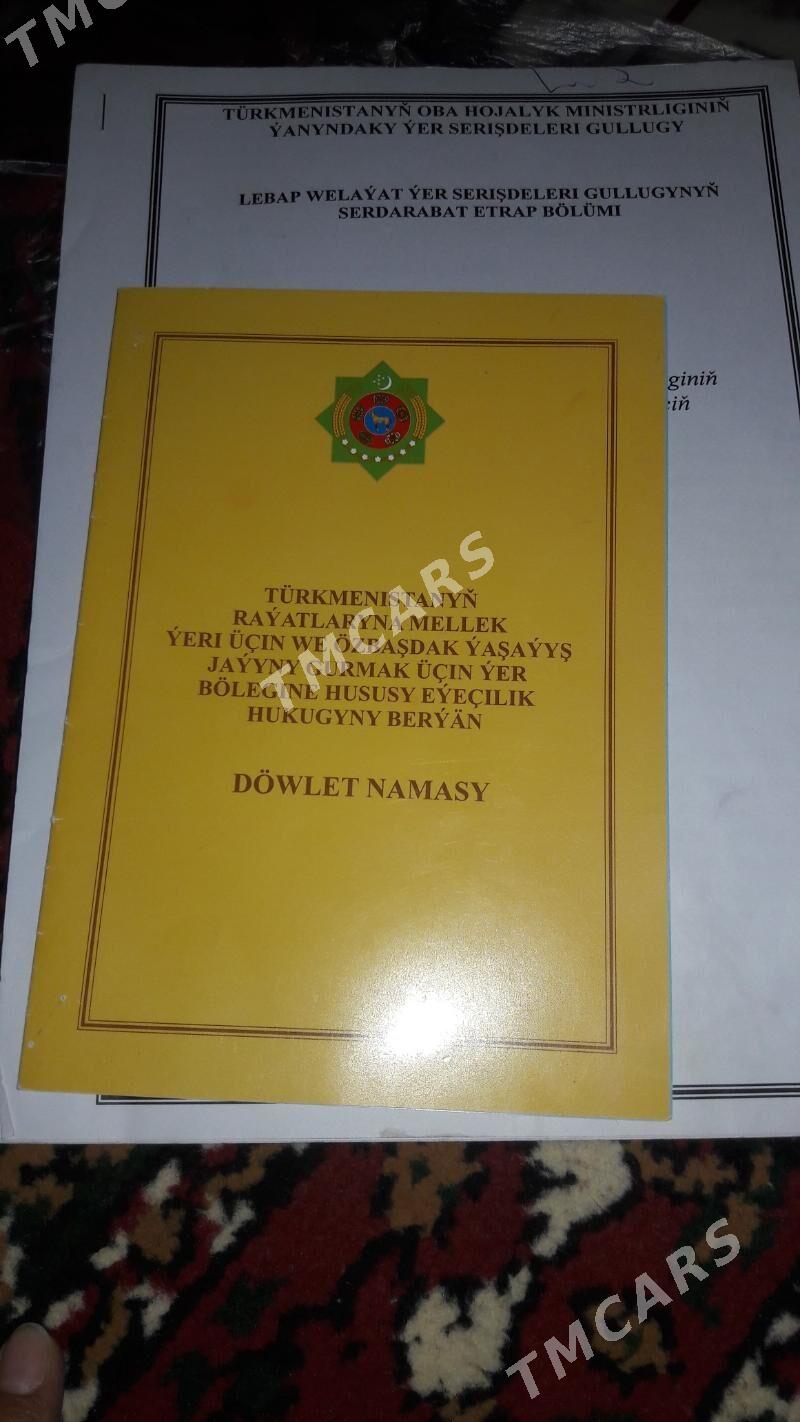 TMCARS
TÜRKMENISTANYŇ OBA HOJALYK MINISTRLIGINIŇ
ÝANYNDAKY ÝER SERIŞDELERI GULLUGY
LEBAP WELAÝAT ÝER SERIŞDELERI GULLUGYNYŇ
SERDARABAT ETRAP BÖLÜMI
TÜRKMENISTANYŇ
RAÝATLARYNA MELLEK
ÝERI ÜÇIN WE ÖZBAŞDAK ÝAŞAÝYŞ
JAÝYNY GURMAK ÜÇIN ÝER
BÖLEGINE HUSUSY EÝEÇILIK
HUKUGYNY BERÝÄN
DÖWLET NAMASY
TMCARS
TMCARS